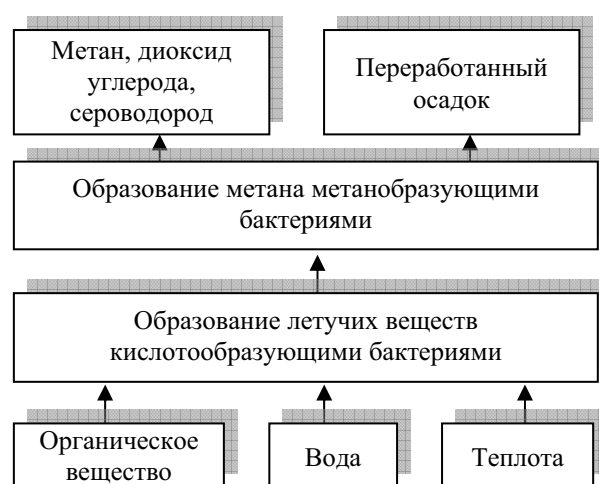 Метан, диоксид
углерода,
сероводород
Переработанный
осадок
Образование метана метанобразующими
бактериями
Образование летучих веществ
кислотообразующими бактериями
Органическое
вещество
Вода
Теплота